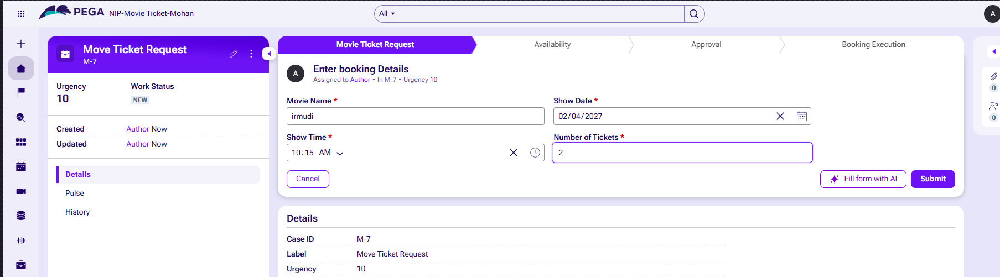 PEGA NIP-Movie Ticket-Mohan
All
A
Move Ticket Request
M-7
Urgency
10
Work Status
NEW
Created Author Now
Updated Author Now
Details
Pulse
History
Movie Ticket Request
Availability
Approval
Booking Execution
A
Enter booking Details
Assigned to Author • In M-7 • Urgency 10
Movie Name *
irmudi
Show Date *
02/04/2027
Show Time *
10:15 AM
Number of Tickets *
2
Cancel
Fill form with AI
Submit
Details
Case ID M-7
Label Move Ticket Request
Urgency 10
0
0